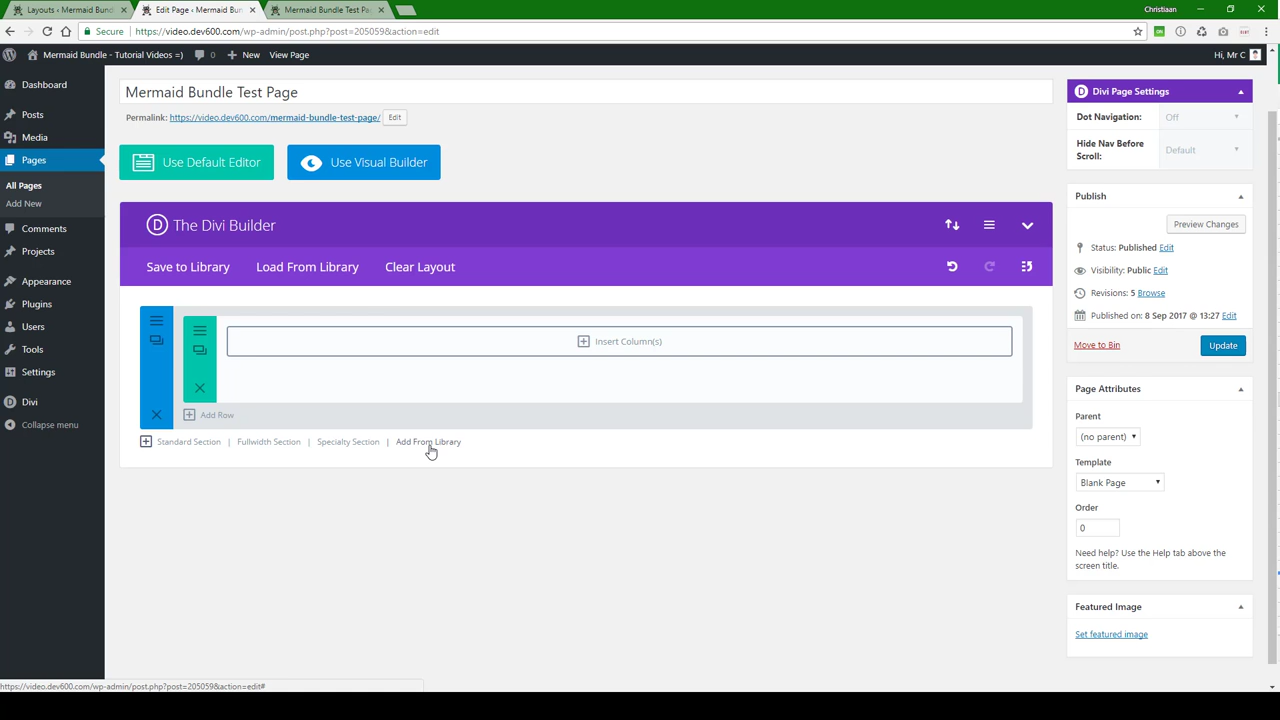 Layouts ‹ Mermaid Bund
Edit Page ‹ Mermaid Bun
Mermaid Bundle Test Pag
Christiaan
Secure
https://video.dev600.com/wp-admin/post.php?post=205059&action=edit
Mermaid Bundle - Tutorial Videos =)
0
New
View Page
Hi, Mr C
Dashboard
Posts
Media
Pages
All Pages
Add New
Comments
Projects
Appearance
Plugins
Users
Tools
Settings
Divi
Collapse menu
Mermaid Bundle Test Page
Permalink: https://video.dev600.com/mermaid-bundle-test-page/ Edit
Use Default Editor
Use Visual Builder
D The Divi Builder
Save to Library
Load From Library
Clear Layout
Insert Column(s)
Add Row
Standard Section | Fullwidth Section | Specialty Section | Add From Library
D Divi Page Settings
Dot Navigation: Off
Hide Nav Before Scroll: Default
Publish
Preview Changes
Status: Published Edit
Visibility: Public Edit
Revisions: 5 Browse
Published on: 8 Sep 2017 @ 13:27 Edit
Move to Bin
Update
Page Attributes
Parent
(no parent)
Template
Blank Page
Order
0
Need help? Use the Help tab above the
screen title.
Featured Image
Set featured image
https://video.dev600.com/wp-admin/post.php?post=205059&action=edit#